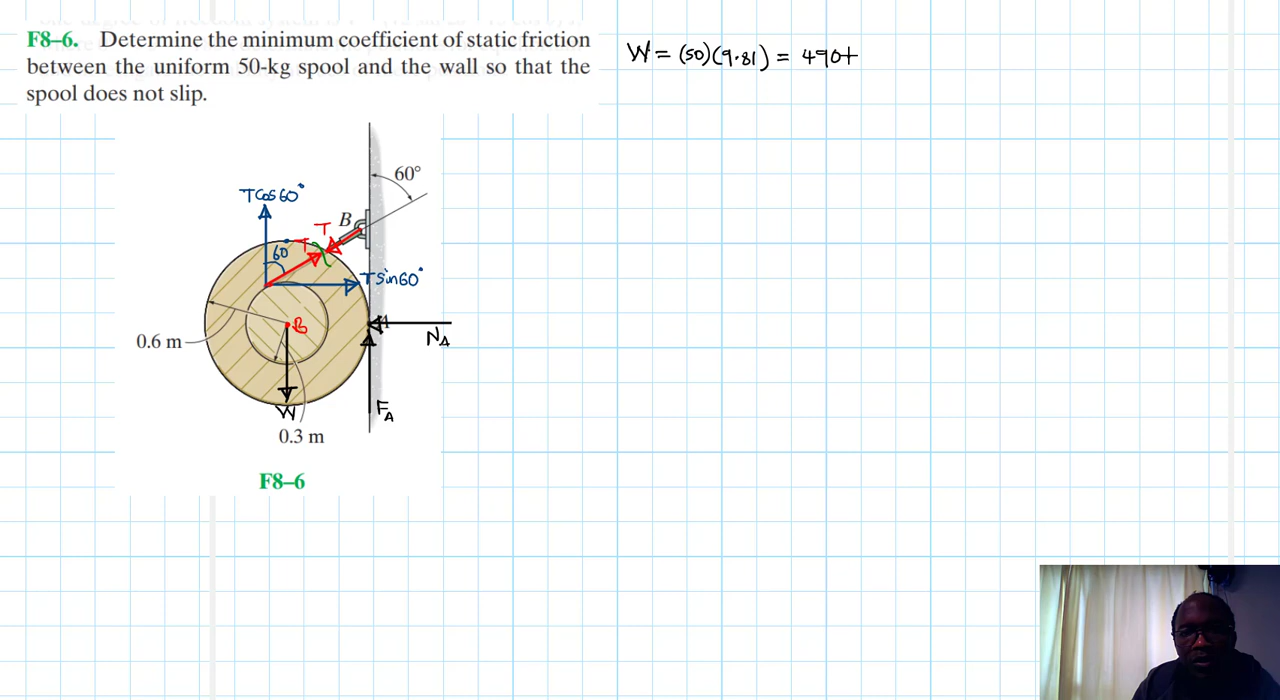 F8–6. Determine the minimum coefficient of static friction
between the uniform 50-kg spool and the wall so that the
spool does not slip.
W = (50)(9.81) = 490+
60°
TCos60°
T
B
T
60°
TSin60°
B
A
N_A
0.6 m
W
F_A
0.3 m
F8–6